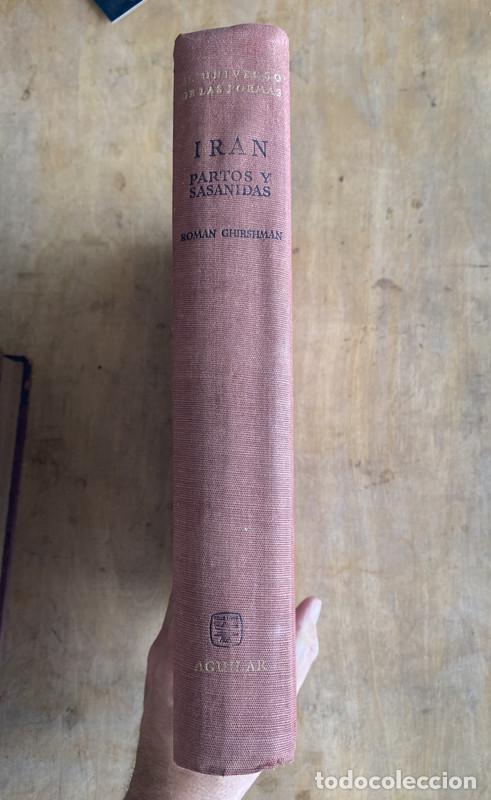 EL UNIVERSO
DE LAS FORMAS
IRAN
PARTOS Y
SASANIDAS
ROMAN GHIRSHMAN
AGUILAR
todocoleccion